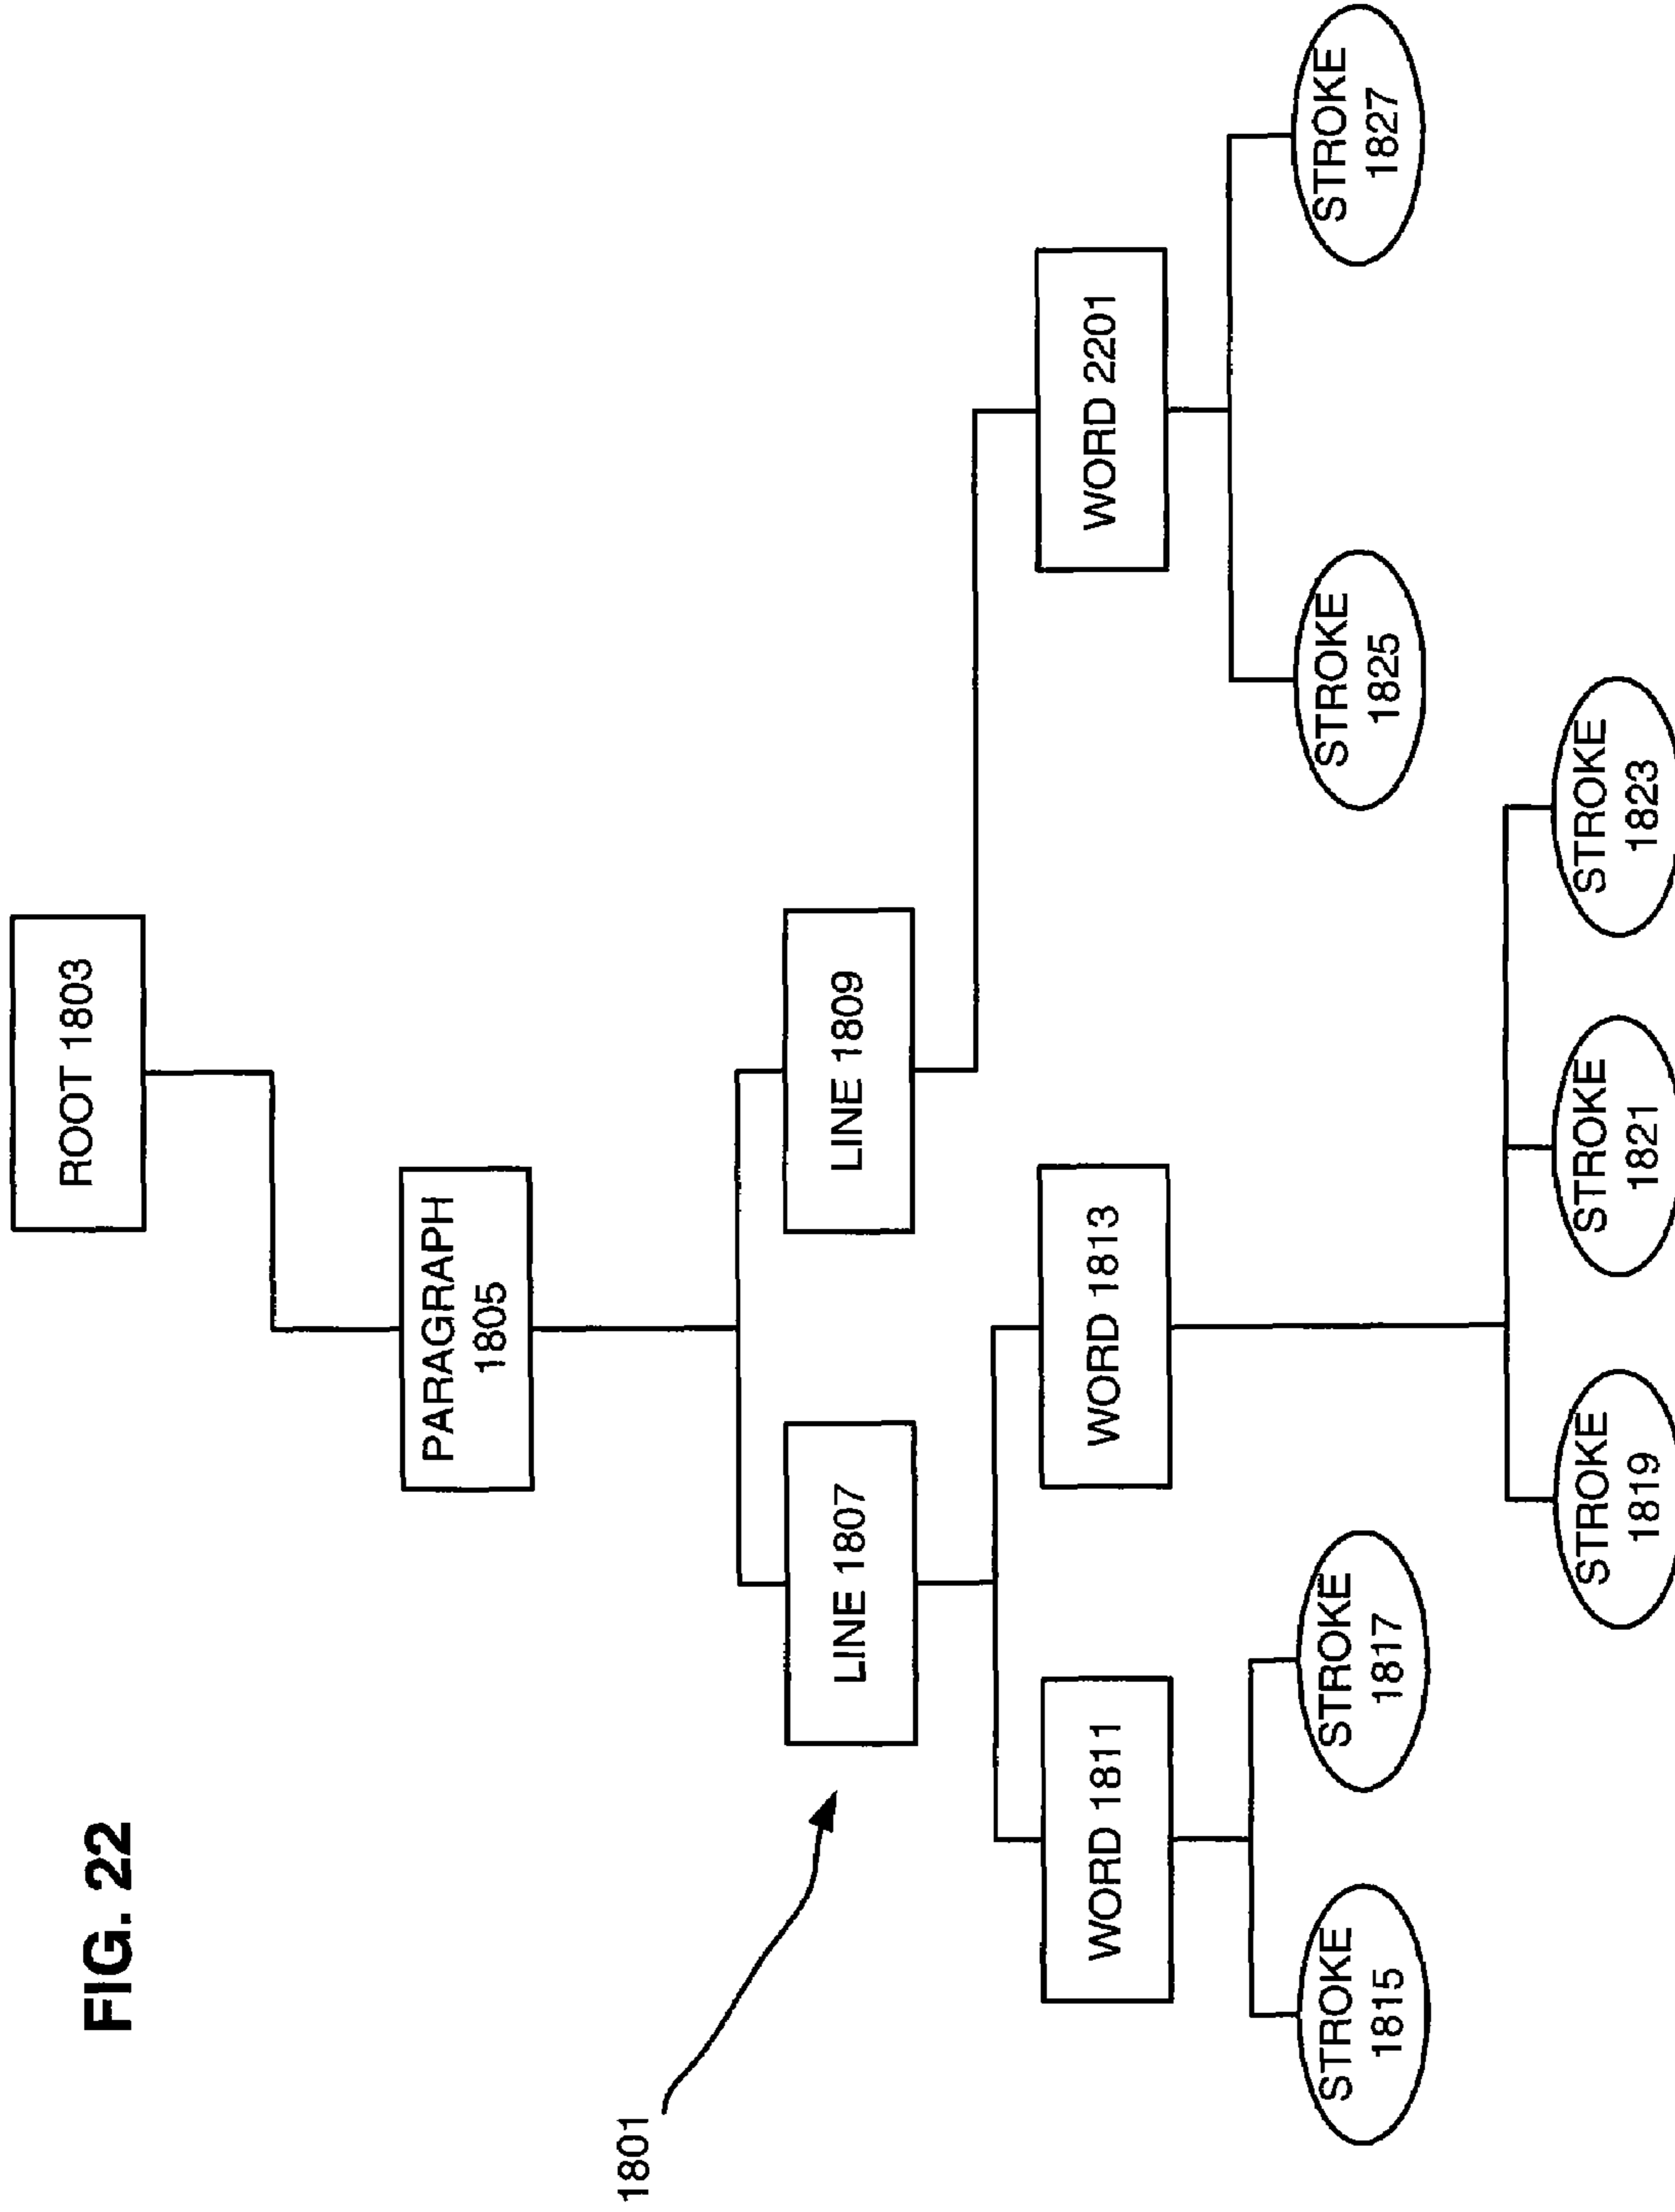 FIG. 22
ROOT 1803
PARAGRAPH
1805
1801
LINE 1807
LINE 1809
WORD 1811
WORD 1813
WORD 2201
STROKE
1815
STROKE
1817
STROKE
1825
STROKE
1827
STROKE
1819
STROKE
1821
STROKE
1823